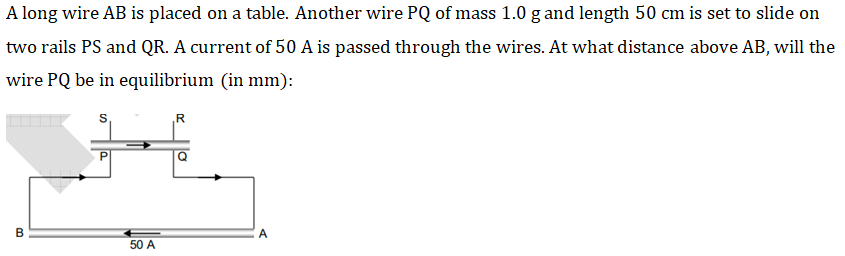 A long wire AB is placed on a table. Another wire PQ of mass 1.0 g and length 50 cm is set to slide on
two rails PS and QR. A current of 50 A is passed through the wires. At what distance above AB, will the
wire PQ be in equilibrium (in mm):
S R
P Q
B A
50 A